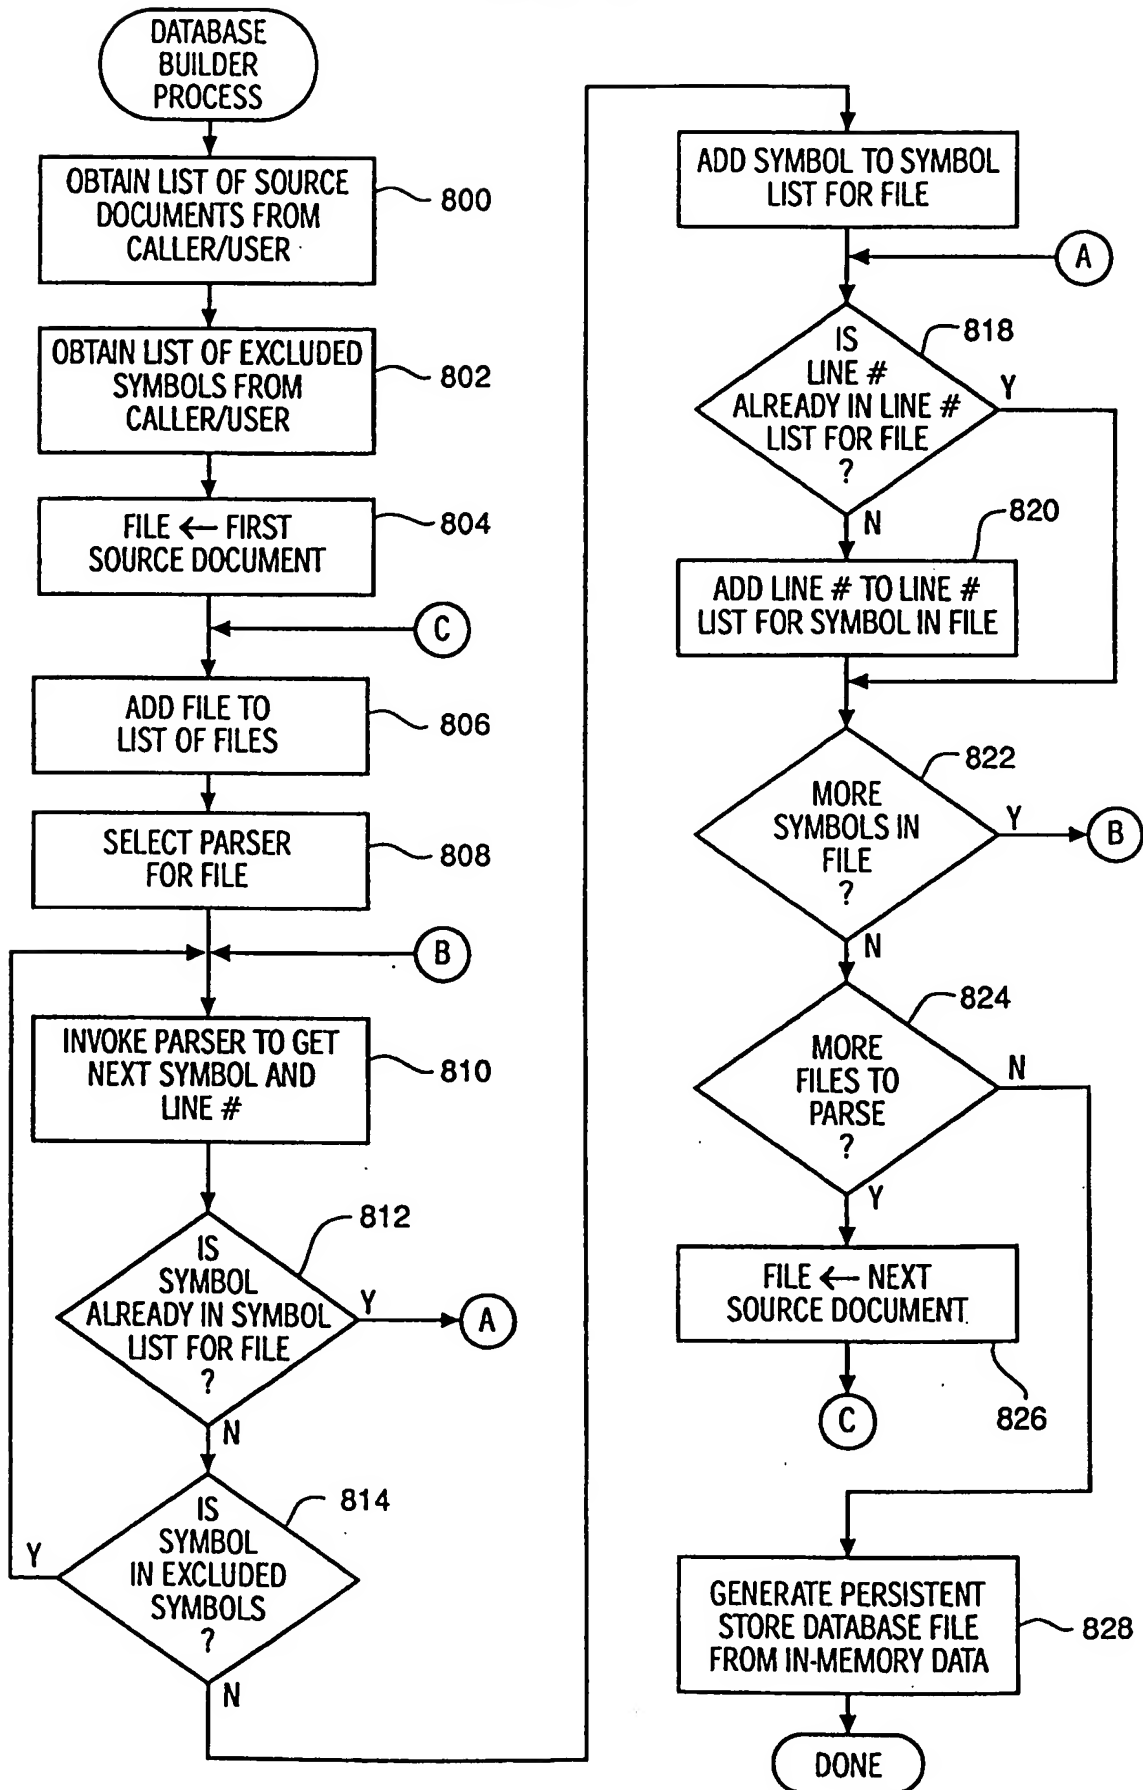 DATABASE
BUILDER
PROCESS
OBTAIN LIST OF SOURCE
DOCUMENTS FROM
CALLER/USER
800
OBTAIN LIST OF EXCLUDED
SYMBOLS FROM
CALLER/USER
802
FILE ← FIRST
SOURCE DOCUMENT
804
C
ADD FILE TO
LIST OF FILES
806
SELECT PARSER
FOR FILE
808
B
INVOKE PARSER TO GET
NEXT SYMBOL AND
LINE #
810
IS
SYMBOL
ALREADY IN SYMBOL
LIST FOR FILE
?
812
Y
A
N
IS
SYMBOL
IN EXCLUDED
SYMBOLS
?
814
Y
N
ADD SYMBOL TO SYMBOL
LIST FOR FILE
A
IS
LINE #
ALREADY IN LINE #
LIST FOR FILE
?
818
Y
N
820
ADD LINE # TO LINE #
LIST FOR SYMBOL IN FILE
822
MORE
SYMBOLS IN
FILE
?
Y
B
N
824
MORE
FILES TO
PARSE
?
N
Y
FILE ← NEXT
SOURCE DOCUMENT
826
C
GENERATE PERSISTENT
STORE DATABASE FILE
FROM IN-MEMORY DATA
828
DONE